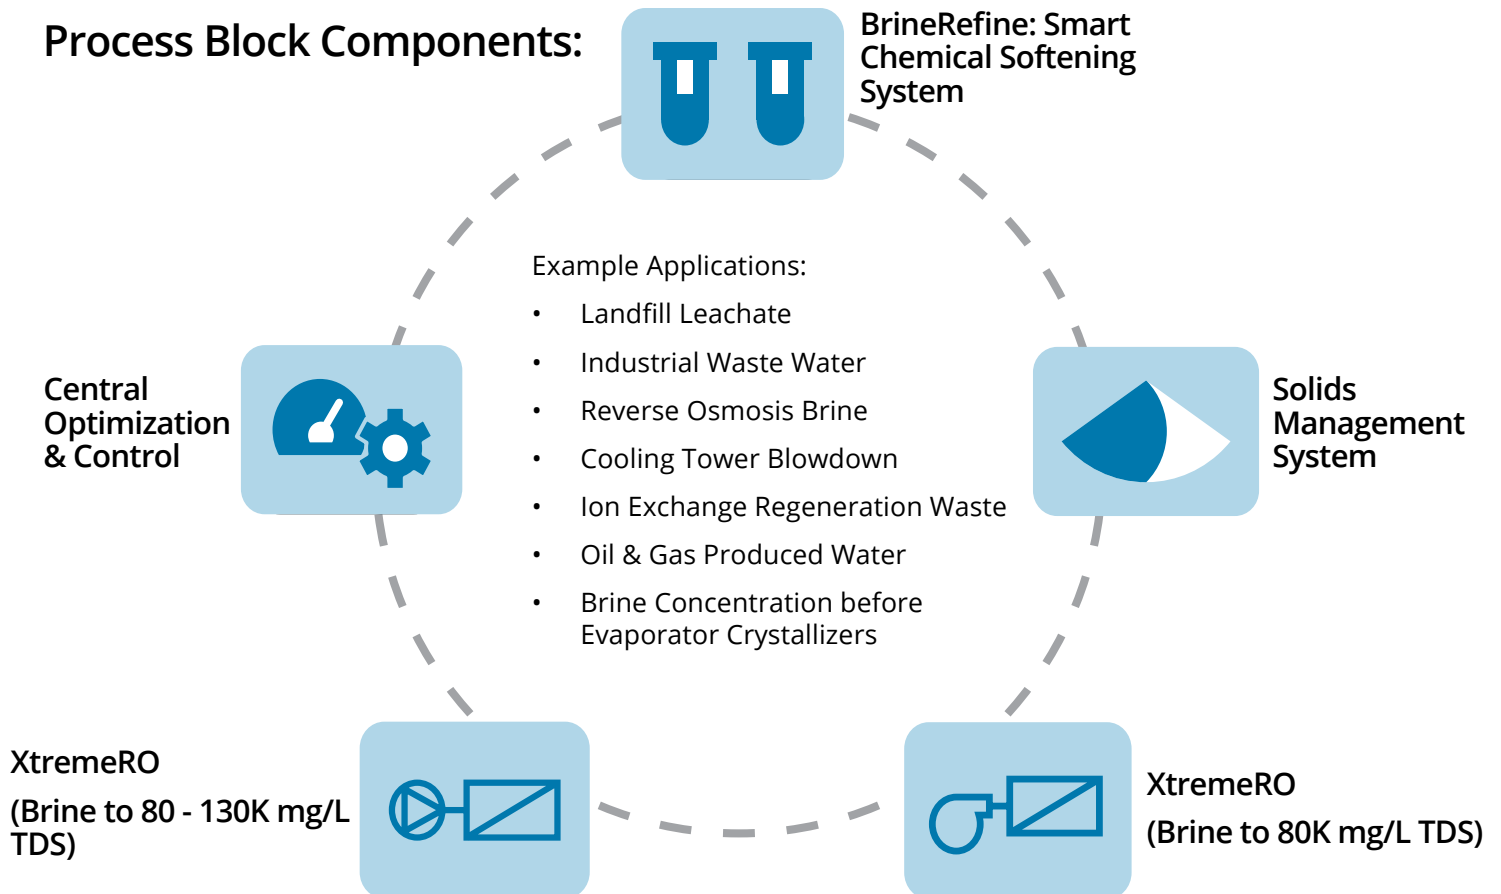 Process Block Components:
BrineRefine: Smart
Chemical Softening
System
Example Applications:
• Landfill Leachate
• Industrial Waste Water
• Reverse Osmosis Brine
• Cooling Tower Blowdown
• Ion Exchange Regeneration Waste
• Oil & Gas Produced Water
• Brine Concentration before
Evaporator Crystallizers
Central
Optimization
& Control
Solids
Management
System
XtremeRO
(Brine to 80 - 130K mg/L
TDS)
XtremeRO
(Brine to 80K mg/L TDS)